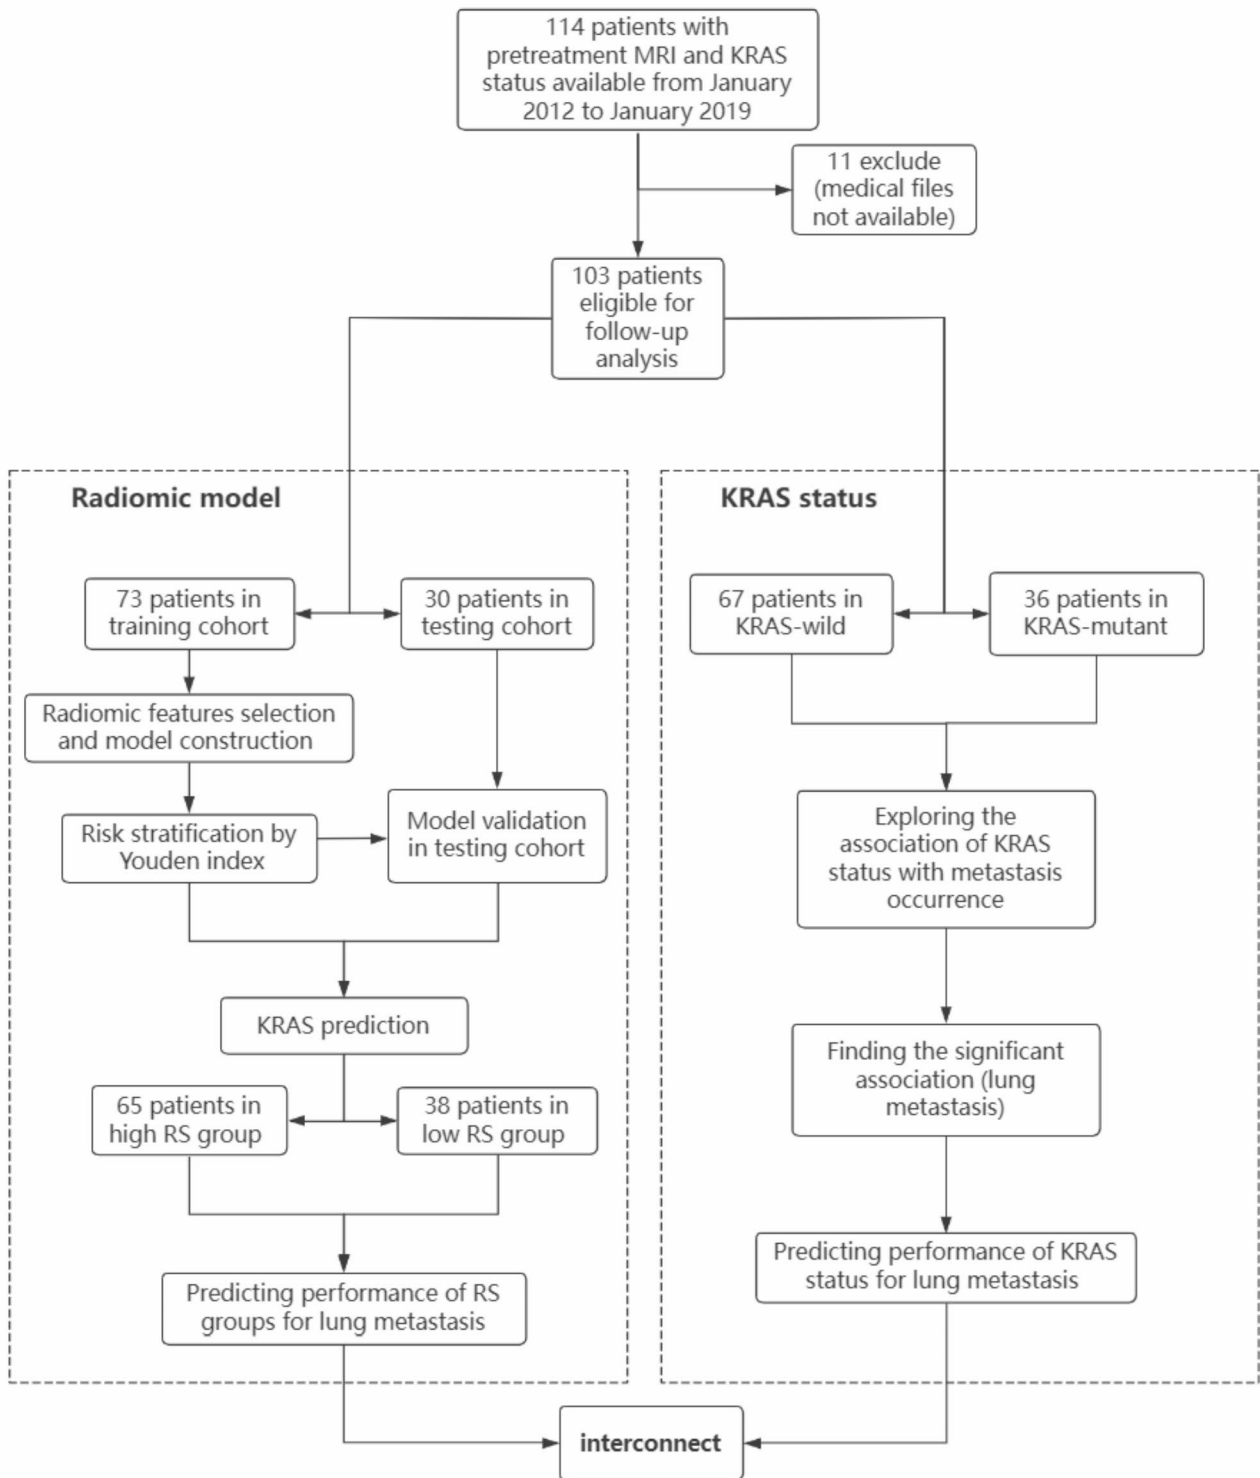 114 patients with
pretreatment MRI and KRAS
status available from January
2012 to January 2019
11 exclude
(medical files
not available)
103 patients
eligible for
follow-up
analysis
Radiomic model
73 patients in
training cohort
30 patients in
testing cohort
Radiomic features selection
and model construction
Risk stratification by
Youden index
Model validation
in testing cohort
KRAS prediction
65 patients in
high RS group
38 patients in
low RS group
Predicting performance of RS
groups for lung metastasis
KRAS status
67 patients in
KRAS-wild
36 patients in
KRAS-mutant
Exploring the
association of KRAS
status with metastasis
occurrence
Finding the significant
association (lung
metastasis)
Predicting performance of KRAS
status for lung metastasis
interconnect